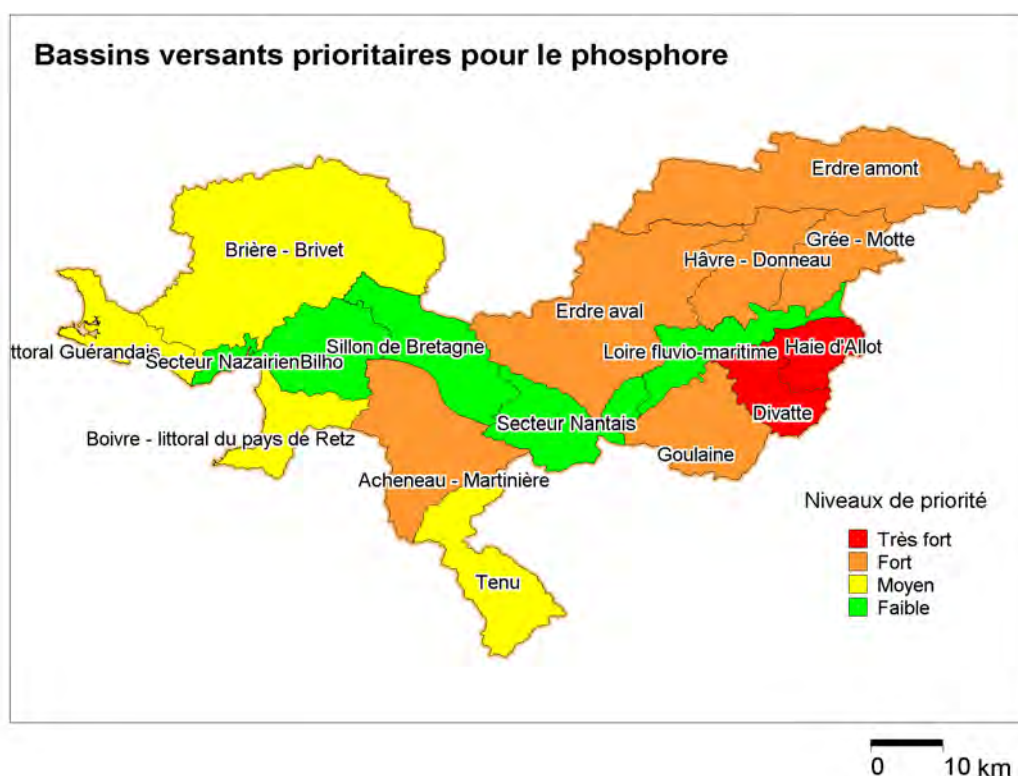 Bassins versants prioritaires pour le phosphore
Erdre amont
Grée - Motte
Brière - Brivet
Hâvre - Donneau
Erdre aval
ttoral Guérandais
Secteur Nazairien
Bilho
Sillon de Bretagne
Loire fluvio-maritime
Haie d'Allot
Boivre - littoral du pays de Retz
Secteur Nantais
Divatte
Goulaine
Acheneau - Martinière
Tenu
Niveaux de priorité
Très fort
Fort
Moyen
Faible
0 10 km